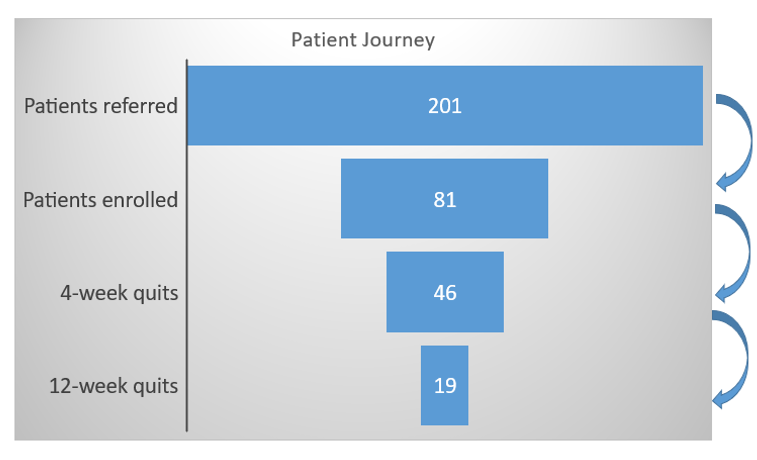 Patient Journey
Patients referred 201
Patients enrolled 81
4-week quits 46
12-week quits 19